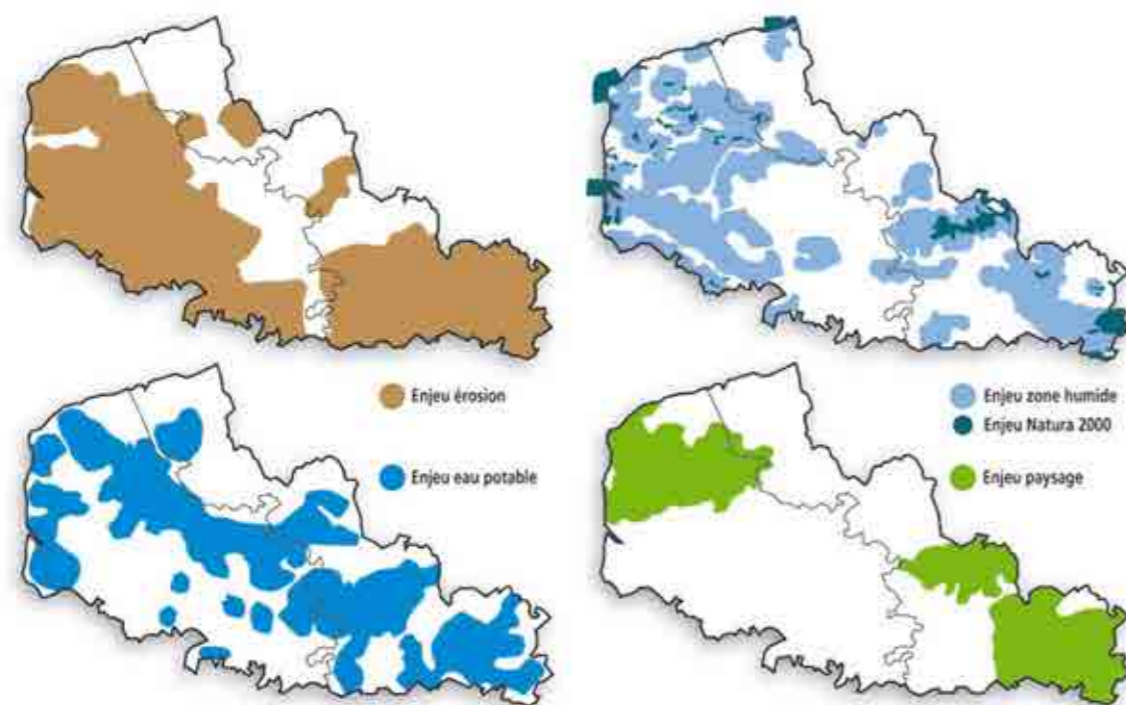 Enjeu érosion
Enjeu eau potable
Enjeu zone humide
Enjeu Natura 2000
Enjeu paysage